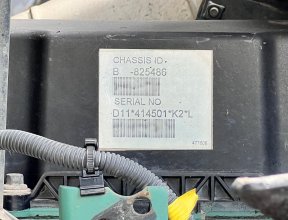 CHASSIS ID.
B -825486
SERIAL NO
D11*414501*K2*L